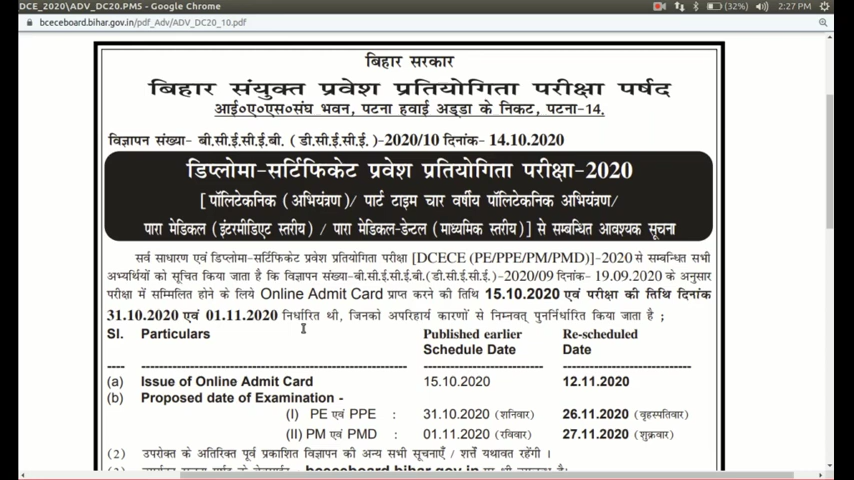 DCE_2020\ADV_DC20.PM5 - Google Chrome
(32%) 2:27 PM
bceceboard.bihar.gov.in/pdf_Adv/ADV_DC20_10.pdf
बिहार सरकार
बिहार संयुक्त प्रवेश प्रतियोगिता परीक्षा पर्षद
आई०ए०एस०संघ भवन, पटना हवाई अड्डा के निकट, पटना-14.
विज्ञापन संख्या- बी.सी.ई.सी.ई.बी. ( डी.सी.ई.सी.ई. )-2020/10 दिनांक- 14.10.2020
डिप्लोमा-सर्टिफिकेट प्रवेश प्रतियोगिता परीक्षा-2020
[पॉलिटेकनिक (अभियंत्रण)/ पार्ट टाइम चार वर्षीय पॉलिटेकनिक अभियंत्रण/
पारा मेडिकल (इंटरमीडिएट स्तरीय) / पारा मेडिकल-डेन्टल (माध्यमिक स्तरीय)] से सम्बन्धित आवश्यक सूचना
सर्व साधारण एवं डिप्लोमा-सर्टिफिकेट प्रवेश प्रतियोगिता परीक्षा [DCECE (PE/PPE/PM/PMD)]-2020 से सम्बन्धित सभी
अभ्यर्थियों को सूचित किया जाता है कि विज्ञापन संख्या-बी.सी.ई.सी.ई.बी.(डी.सी.ई.सी.ई.)-2020/09 दिनांक- 19.09.2020 के अनुसार
परीक्षा में सम्मिलित होने के लिये Online Admit Card प्राप्त करने की तिथि 15.10.2020 एवं परीक्षा की तिथि दिनांक
31.10.2020 एवं 01.11.2020 निर्धारित थी, जिनको अपरिहार्य कारणों से निम्नवत् पुनर्निर्धारित किया जाता है ;
Sl. Particulars Published earlier Re-scheduled
Schedule Date Date
(a) Issue of Online Admit Card 15.10.2020 12.11.2020
(b) Proposed date of Examination -
(I) PE एवं PPE : 31.10.2020 (शनिवार) 26.11.2020 (वृहस्पतिवार)
(II) PM एवं PMD : 01.11.2020 (रविवार) 27.11.2020 (शुक्रवार)
(2) उपरोक्त के अतिरिक्त पूर्व प्रकाशित विज्ञापन की अन्य सभी सूचनाएँ / शर्त्तें यथावत रहेंगी ।
bceceboard.bihar.gov.in